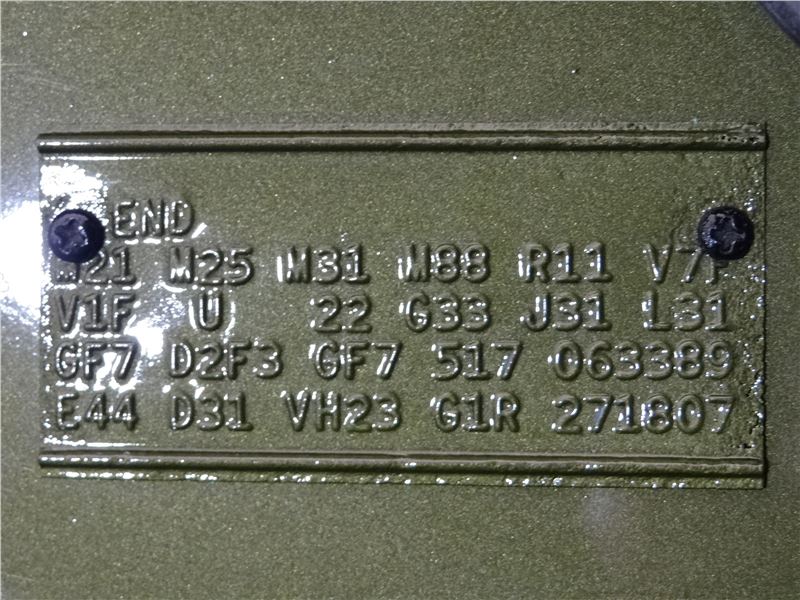 END
M21 M25 M31 M88 R11 V7F
V1F U 22 G33 J31 L31
GF7 D2F3 GF7 517 063389
E44 D31 VH23 G1R 271807